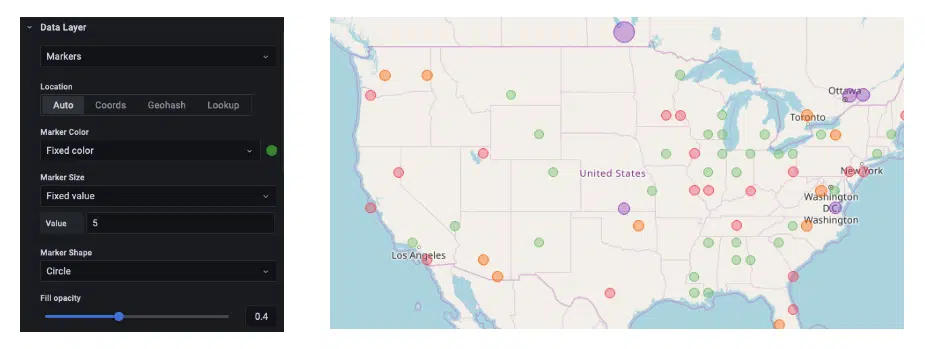 Data Layer
Markers
Location
Auto Coords Geohash Lookup
Marker Color
Fixed color
Marker Size
Fixed value
Value 5
Marker Shape
Circle
Fill opacity
0.4
Ottawa
Toronto
United States
New York
Washington
D.C.
Washington
Los Angeles